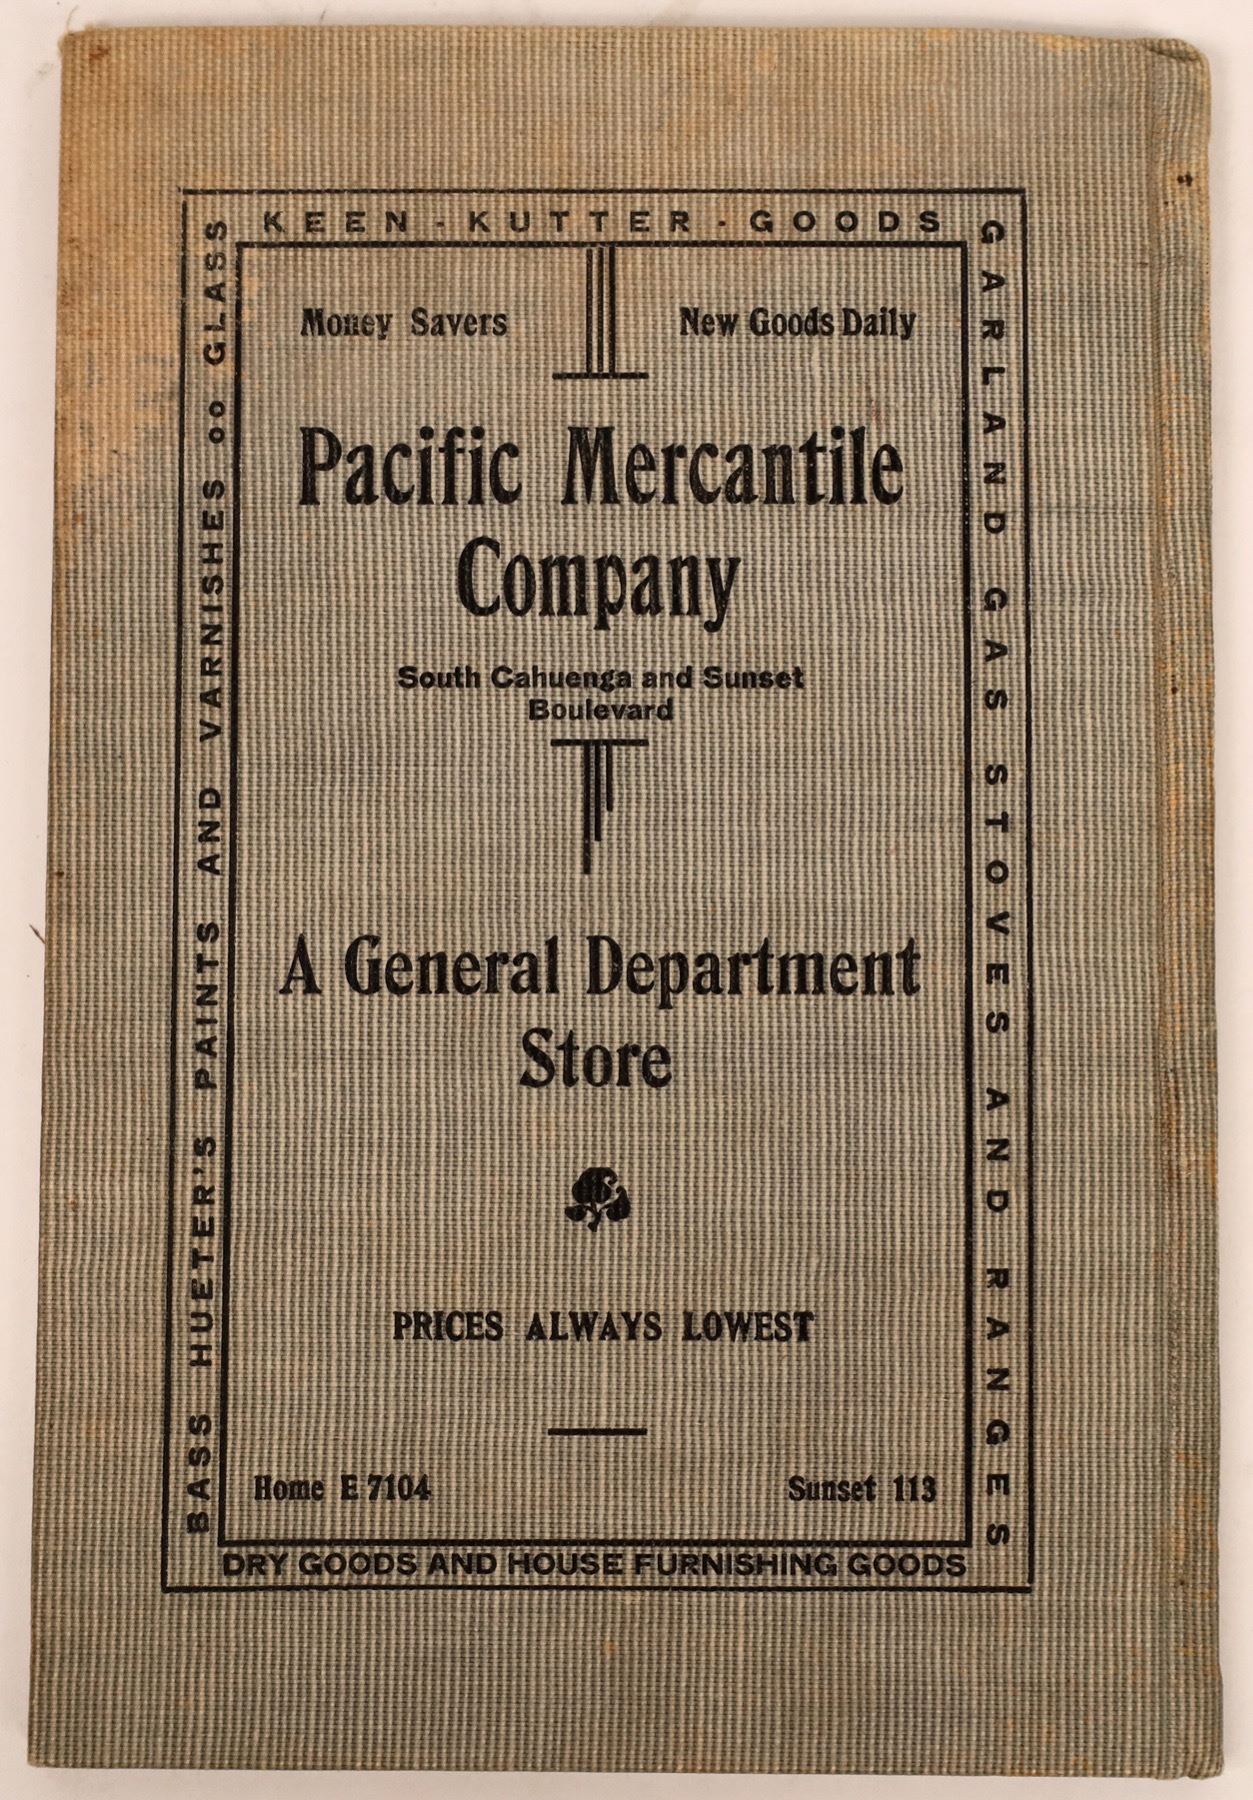 KEEN - KUTTER - GOODS
BASS HUETER'S PAINTS AND VARNISHES oo GLASS
GARLAND GAS STOVES AND RANGES
Money Savers
New Goods Daily
Pacific Mercantile
Company
South Cahuenga and Sunset
Boulevard
A General Department
Store
PRICES ALWAYS LOWEST
Home E 7104
Sunset 113
DRY GOODS AND HOUSE FURNISHING GOODS